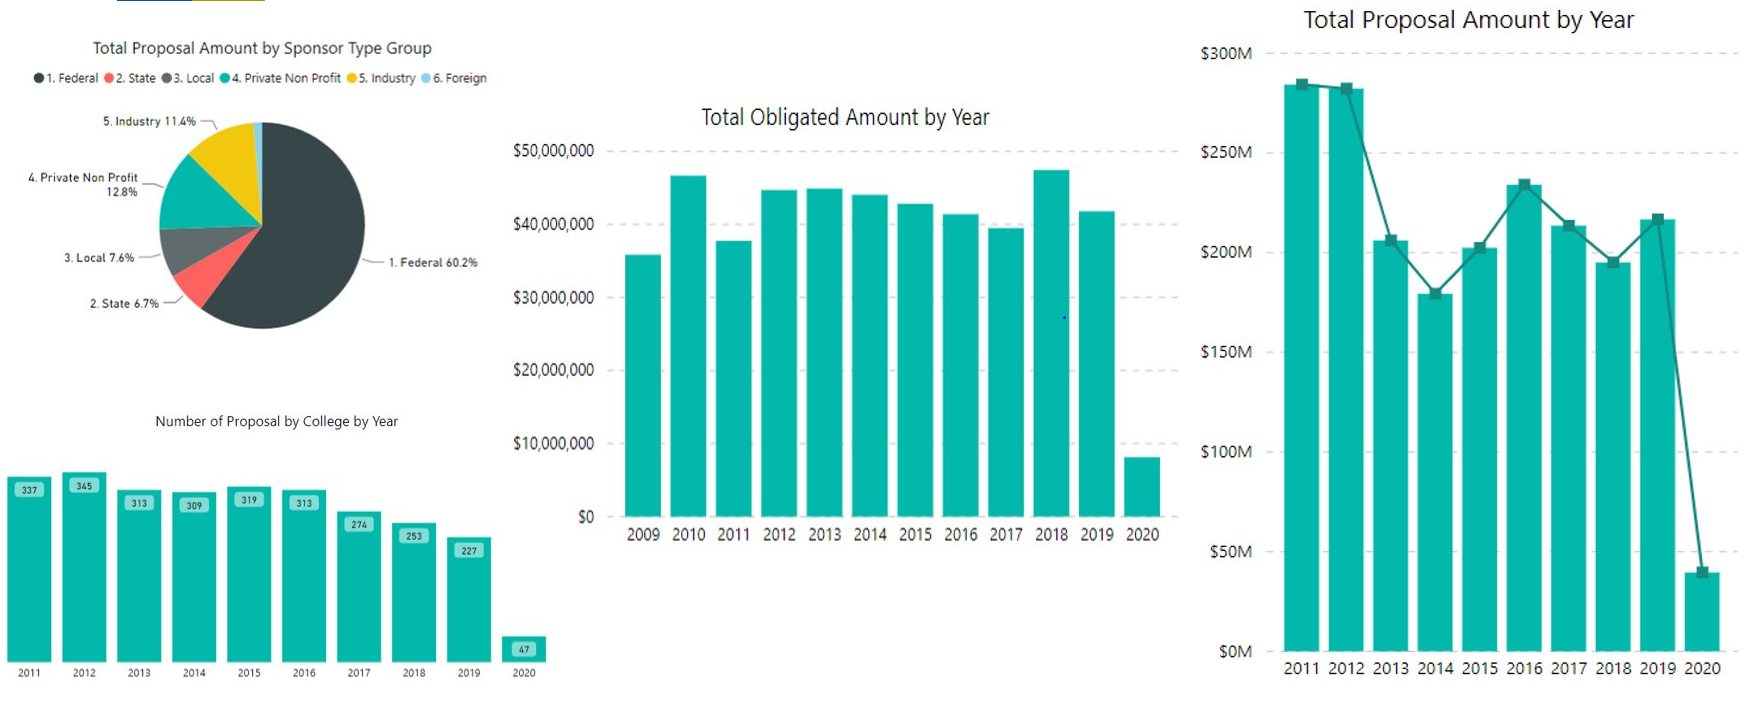 Total Proposal Amount by Sponsor Type Group
1. Federal 2. State 3. Local 4. Private Non Profit 5. Industry 6. Foreign
5. Industry 11.4%
4. Private Non Profit
12.8%
3. Local 7.6%
2. State 6.7%
1. Federal 60.2%
Number of Proposal by College by Year
337 345 313 309 319 313 274 253 227 47
2011 2012 2013 2014 2015 2016 2017 2018 2019 2020
Total Obligated Amount by Year
$50,000,000
$40,000,000
$30,000,000
$20,000,000
$10,000,000
$0
2009 2010 2011 2012 2013 2014 2015 2016 2017 2018 2019 2020
Total Proposal Amount by Year
$300M
$250M
$200M
$150M
$100M
$50M
$0M
2011 2012 2013 2014 2015 2016 2017 2018 2019 2020